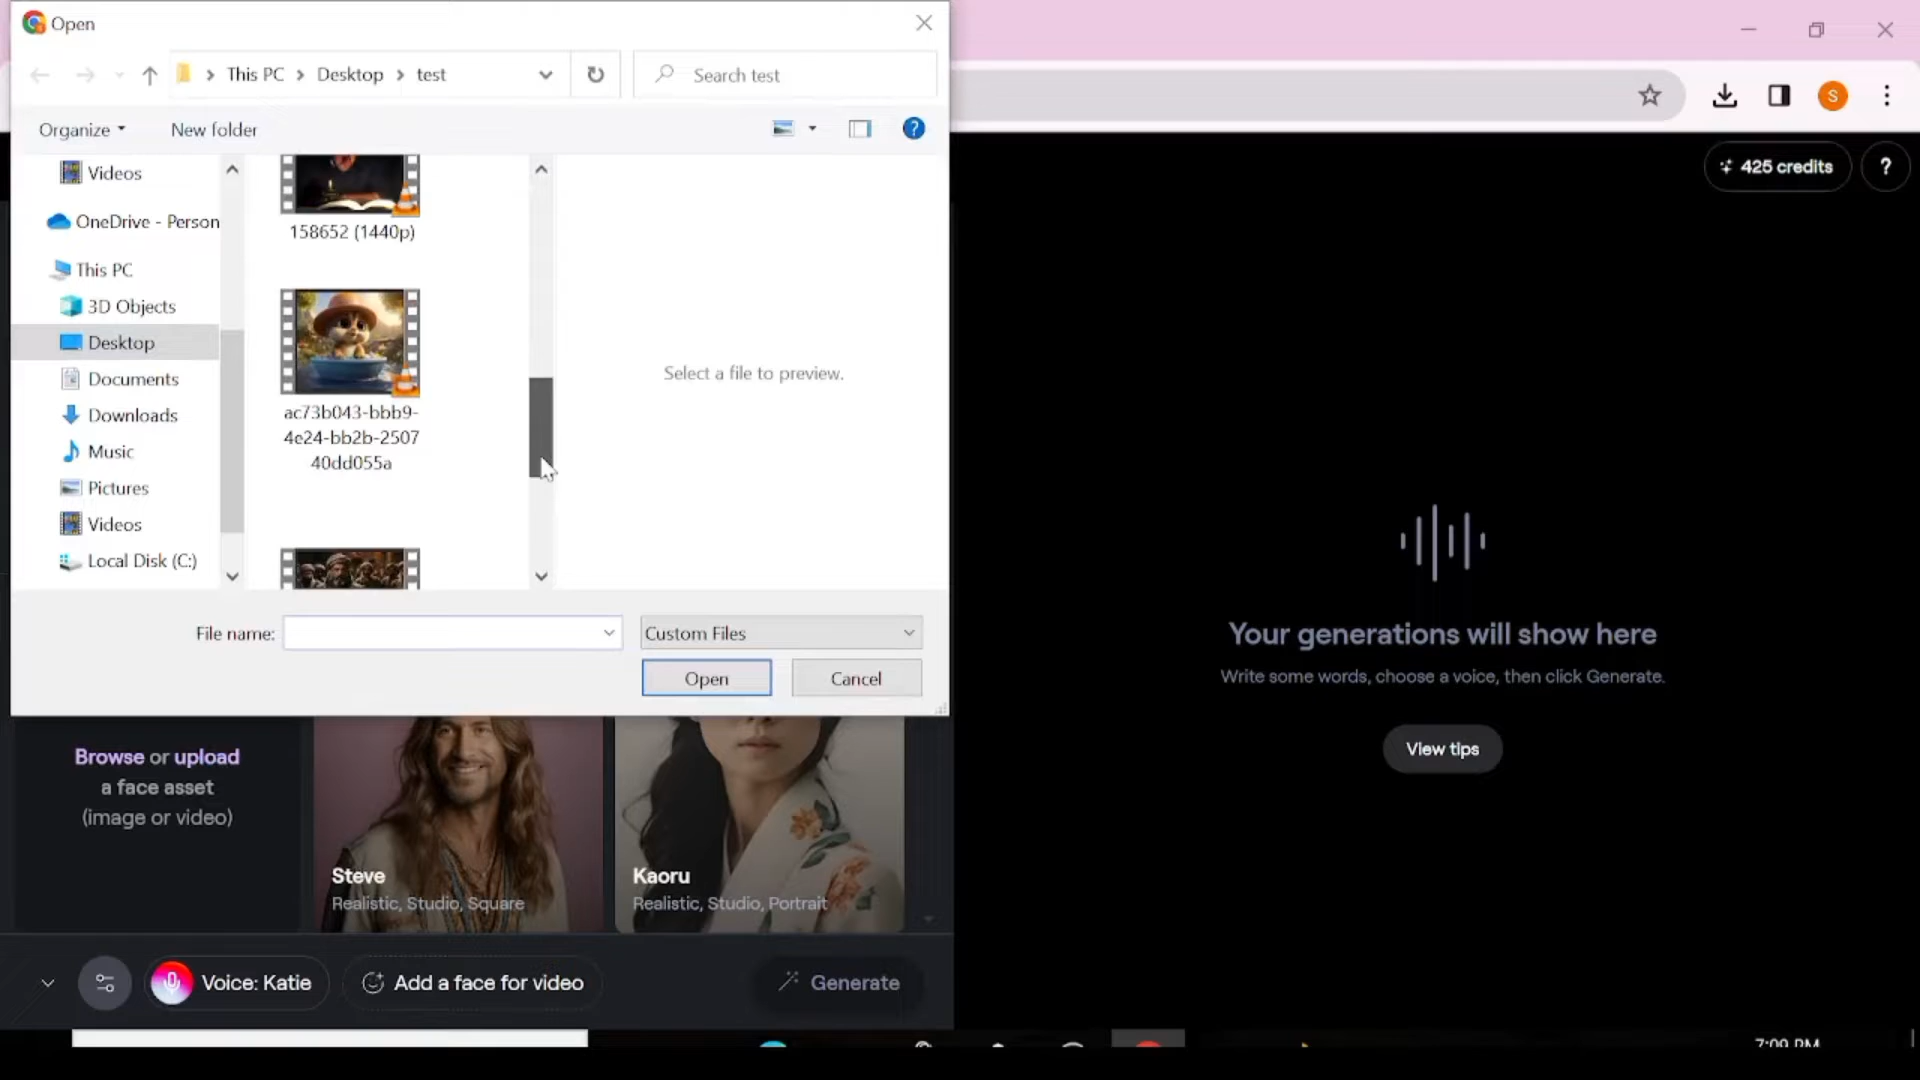 Open
This PC
Desktop
test
Search test
Organize
New folder
?
Videos
OneDrive - Person
This PC
3D Objects
Desktop
Documents
Downloads
Music
Pictures
Videos
Local Disk (C:)
158652 (1440p)
ac73b043-bbb9-
4e24-bb2b-2507
40dd055a
Select a file to preview.
File name:
Custom Files
Open
Cancel
S
425 credits
?
Your generations will show here
Write some words, choose a voice, then click Generate.
View tips
Browse or upload
a face asset
(image or video)
Steve
Realistic, Studio, Square
Kaoru
Realistic, Studio, Portrait
Voice: Katie
Add a face for video
Generate
7:09 PM